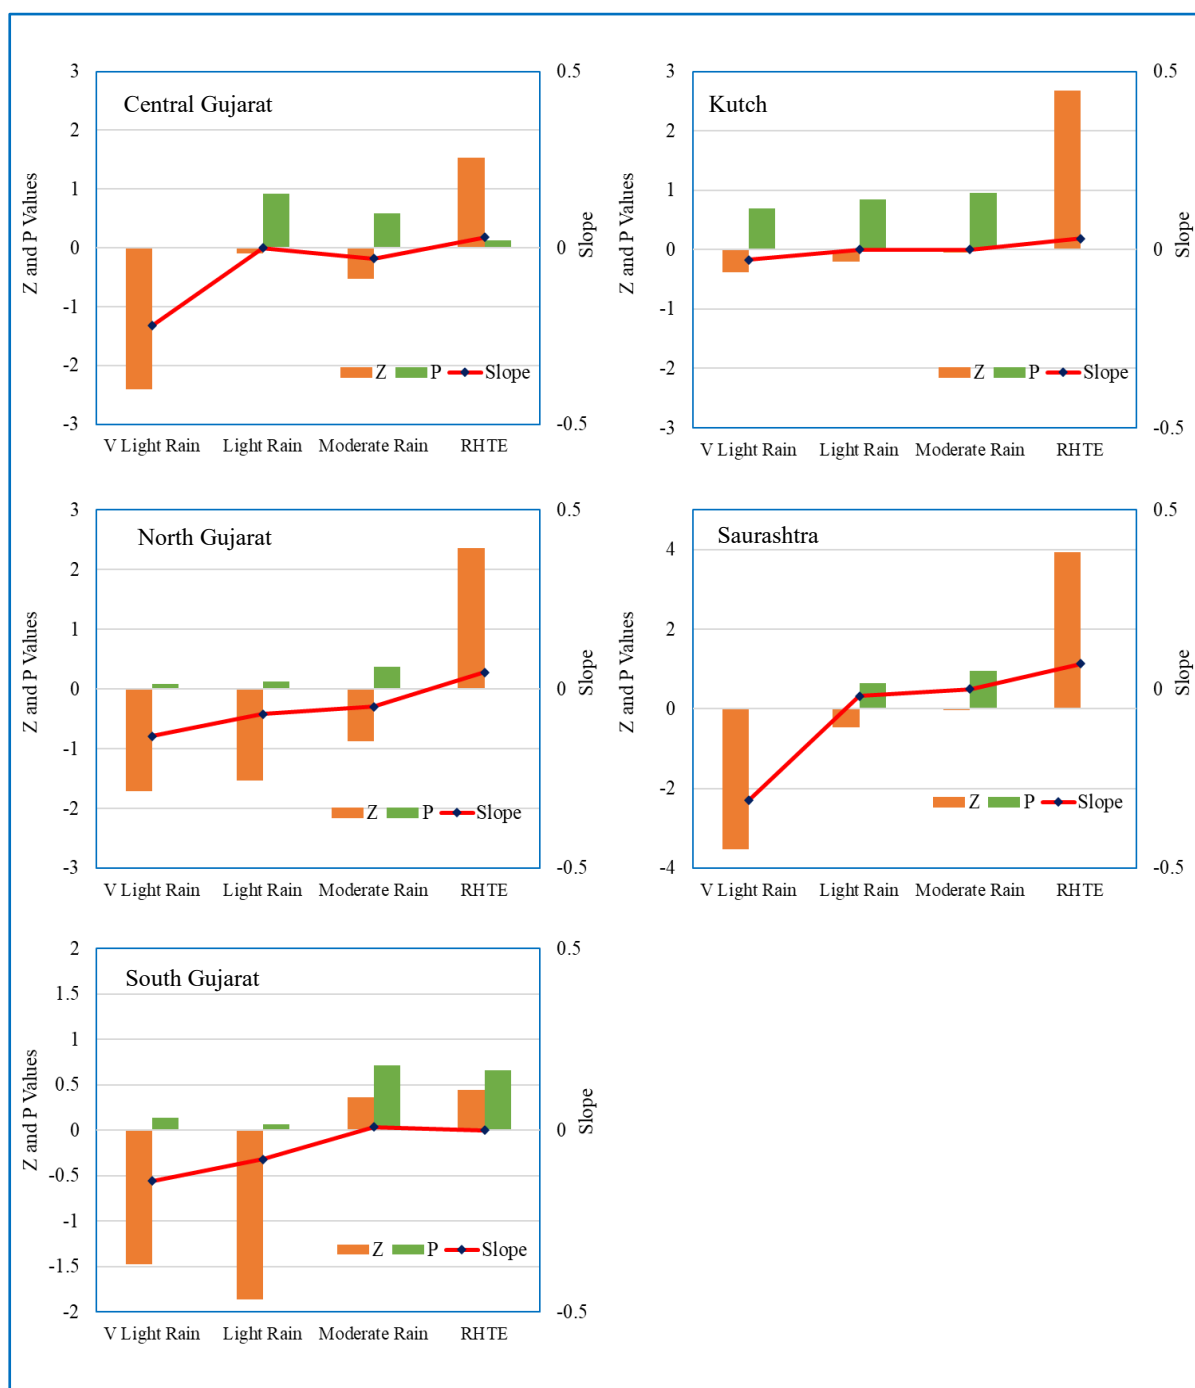 Central Gujarat
Z and P Values
3
2
1
0
-1
-2
-3
0.5
0
-0.5
Slope
Z P Slope
V Light Rain Light Rain Moderate Rain RHTE
Kutch
Z and P Values
3
2
1
0
-1
-2
-3
0.5
0
-0.5
Slope
Z P Slope
V Light Rain Light Rain Moderate Rain RHTE
North Gujarat
Z and P Values
3
2
1
0
-1
-2
-3
0.5
0
-0.5
Slope
Z P Slope
V Light Rain Light Rain Moderate Rain RHTE
Saurashtra
Z and P Values
4
2
0
-2
-4
0.5
0
-0.5
Slope
Z P Slope
V Light Rain Light Rain Moderate Rain RHTE
South Gujarat
Z and P Values
2
1.5
1
0.5
0
-0.5
-1
-1.5
-2
0.5
0
-0.5
Slope
Z P Slope
V Light Rain Light Rain Moderate Rain RHTE